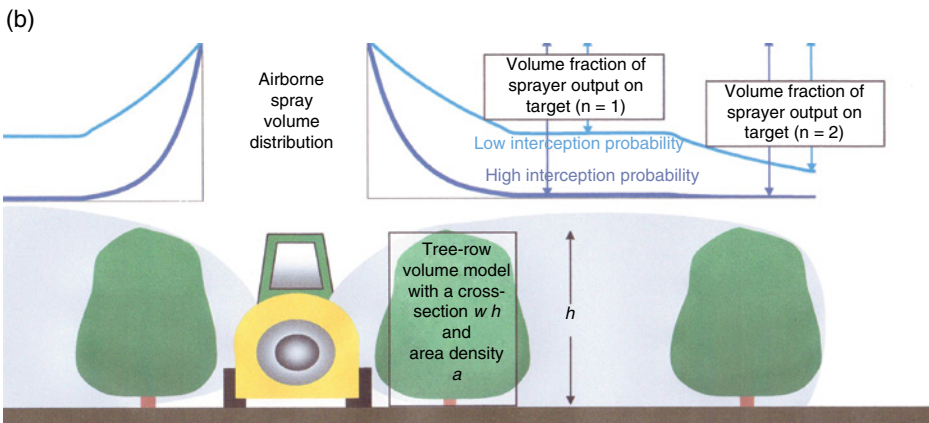 (b)
Airborne
spray
volume
distribution
Volume fraction of
sprayer output on
target (n = 1)
Volume fraction of
sprayer output on
target (n = 2)
Low interception probability
High interception probability
Tree-row
volume model
with a cross-
section w h
and
area density
a
h